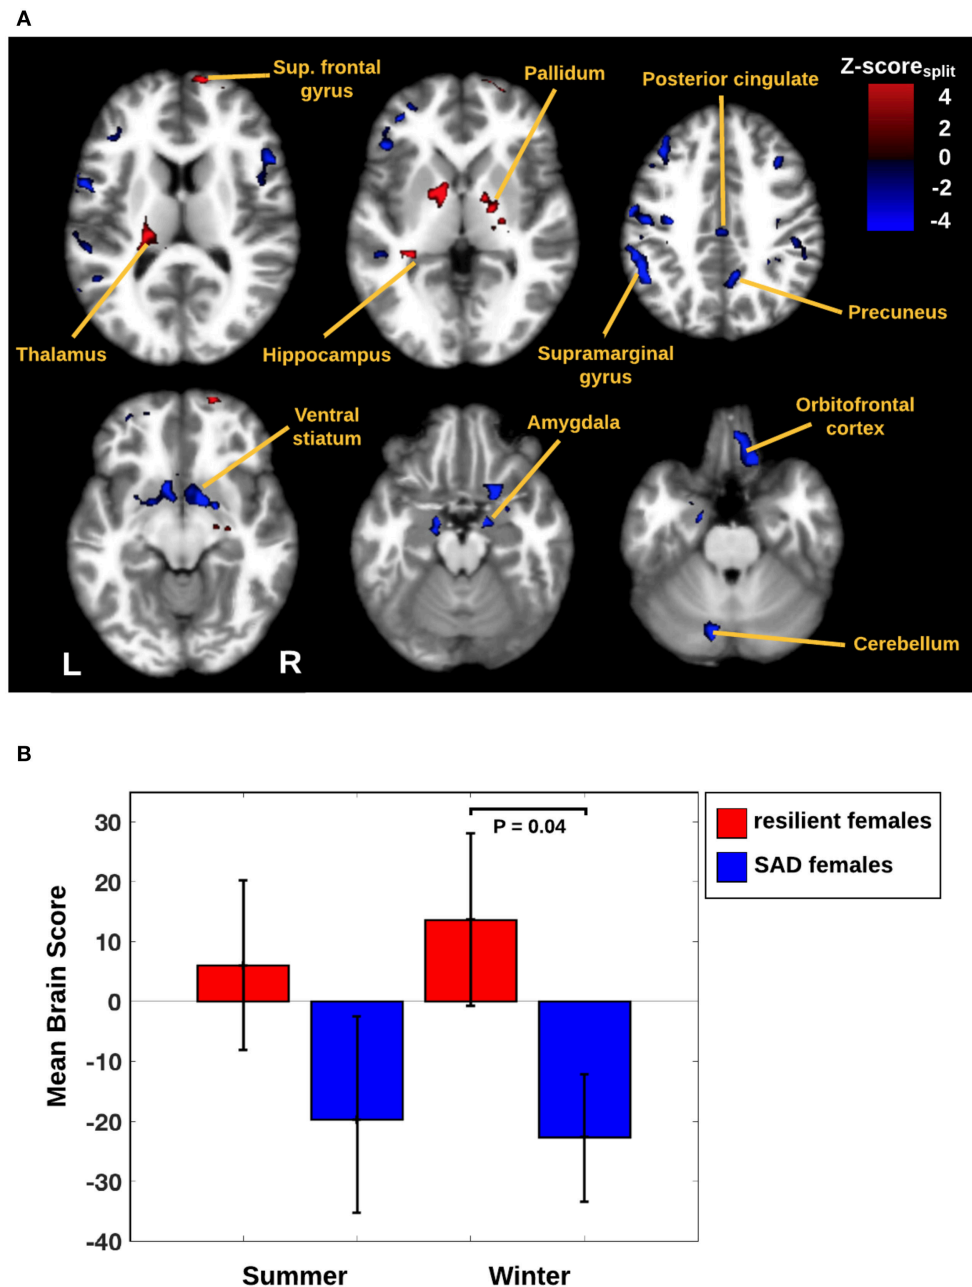 A
Sup. frontal
gyrus
Pallidum
Posterior cingulate
Z-scoresplit
4
2
0
-2
-4
Thalamus
Hippocampus
Supramarginal
gyrus
Precuneus
Ventral
stiatum
Amygdala
Orbitofrontal
cortex
Cerebellum
L
R
B
Mean Brain Score
30
20
10
0
-10
-20
-30
-40
P = 0.04
resilient females
SAD females
Summer
Winter